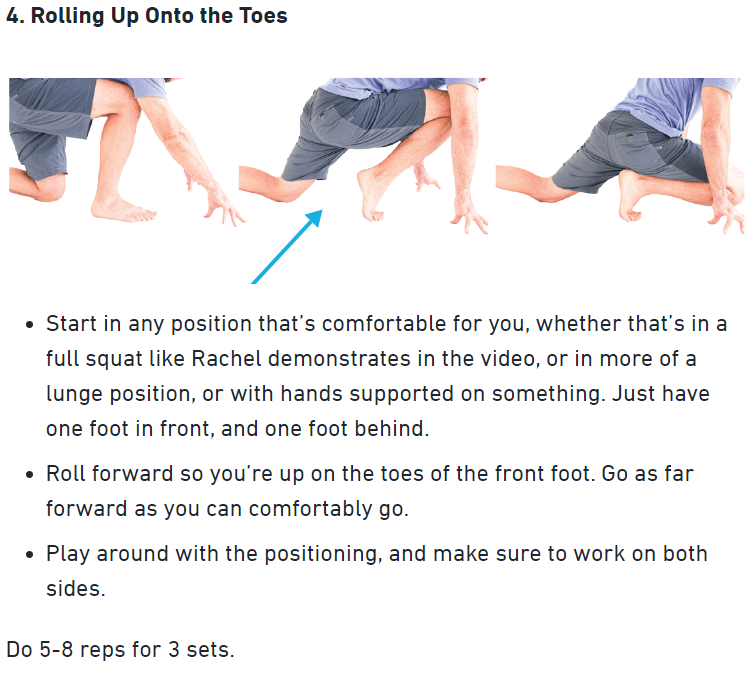 4. Rolling Up Onto the Toes
• Start in any position that’s comfortable for you, whether that’s in a
full squat like Rachel demonstrates in the video, or in more of a
lunge position, or with hands supported on something. Just have
one foot in front, and one foot behind.
• Roll forward so you’re up on the toes of the front foot. Go as far
forward as you can comfortably go.
• Play around with the positioning, and make sure to work on both
sides.
Do 5-8 reps for 3 sets.